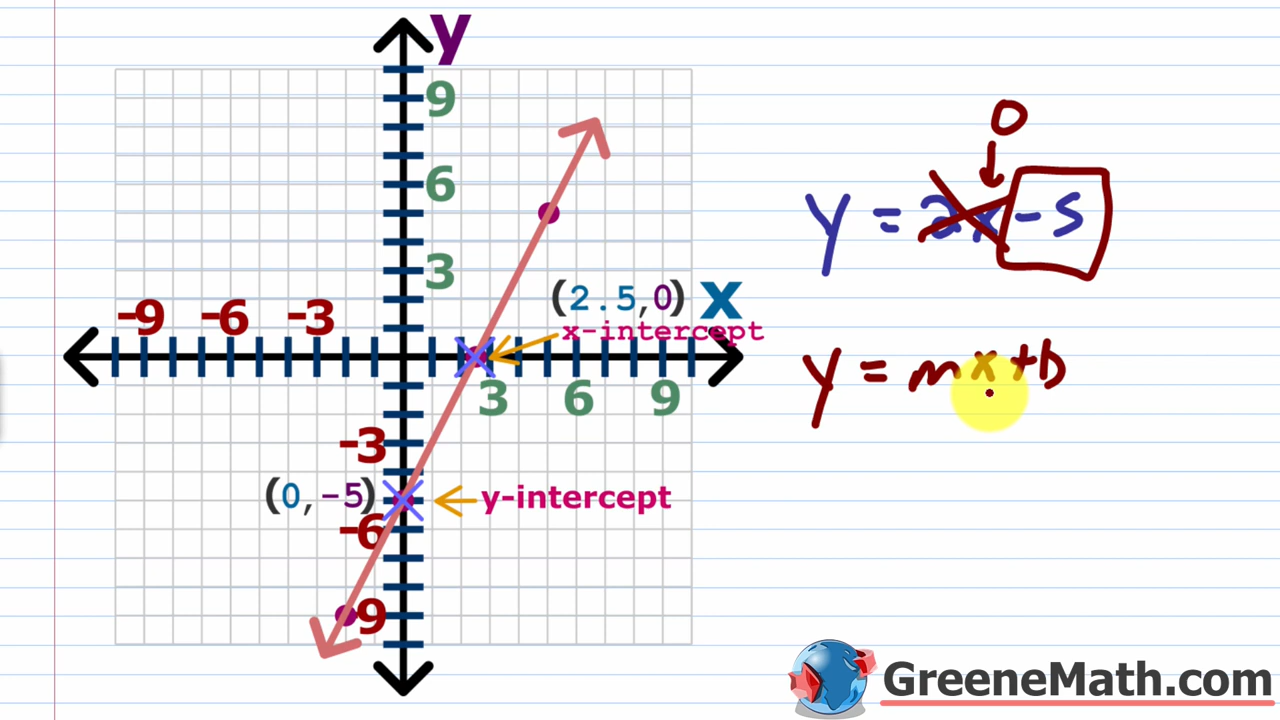 y
9
6
3
-9 -6 -3
(2.5,0) x
x-intercept
3 6 9
-3
(0,-5)
y-intercept
-6
-9
0
y = 2x - 5
y = mx + b
GreeneMath.com